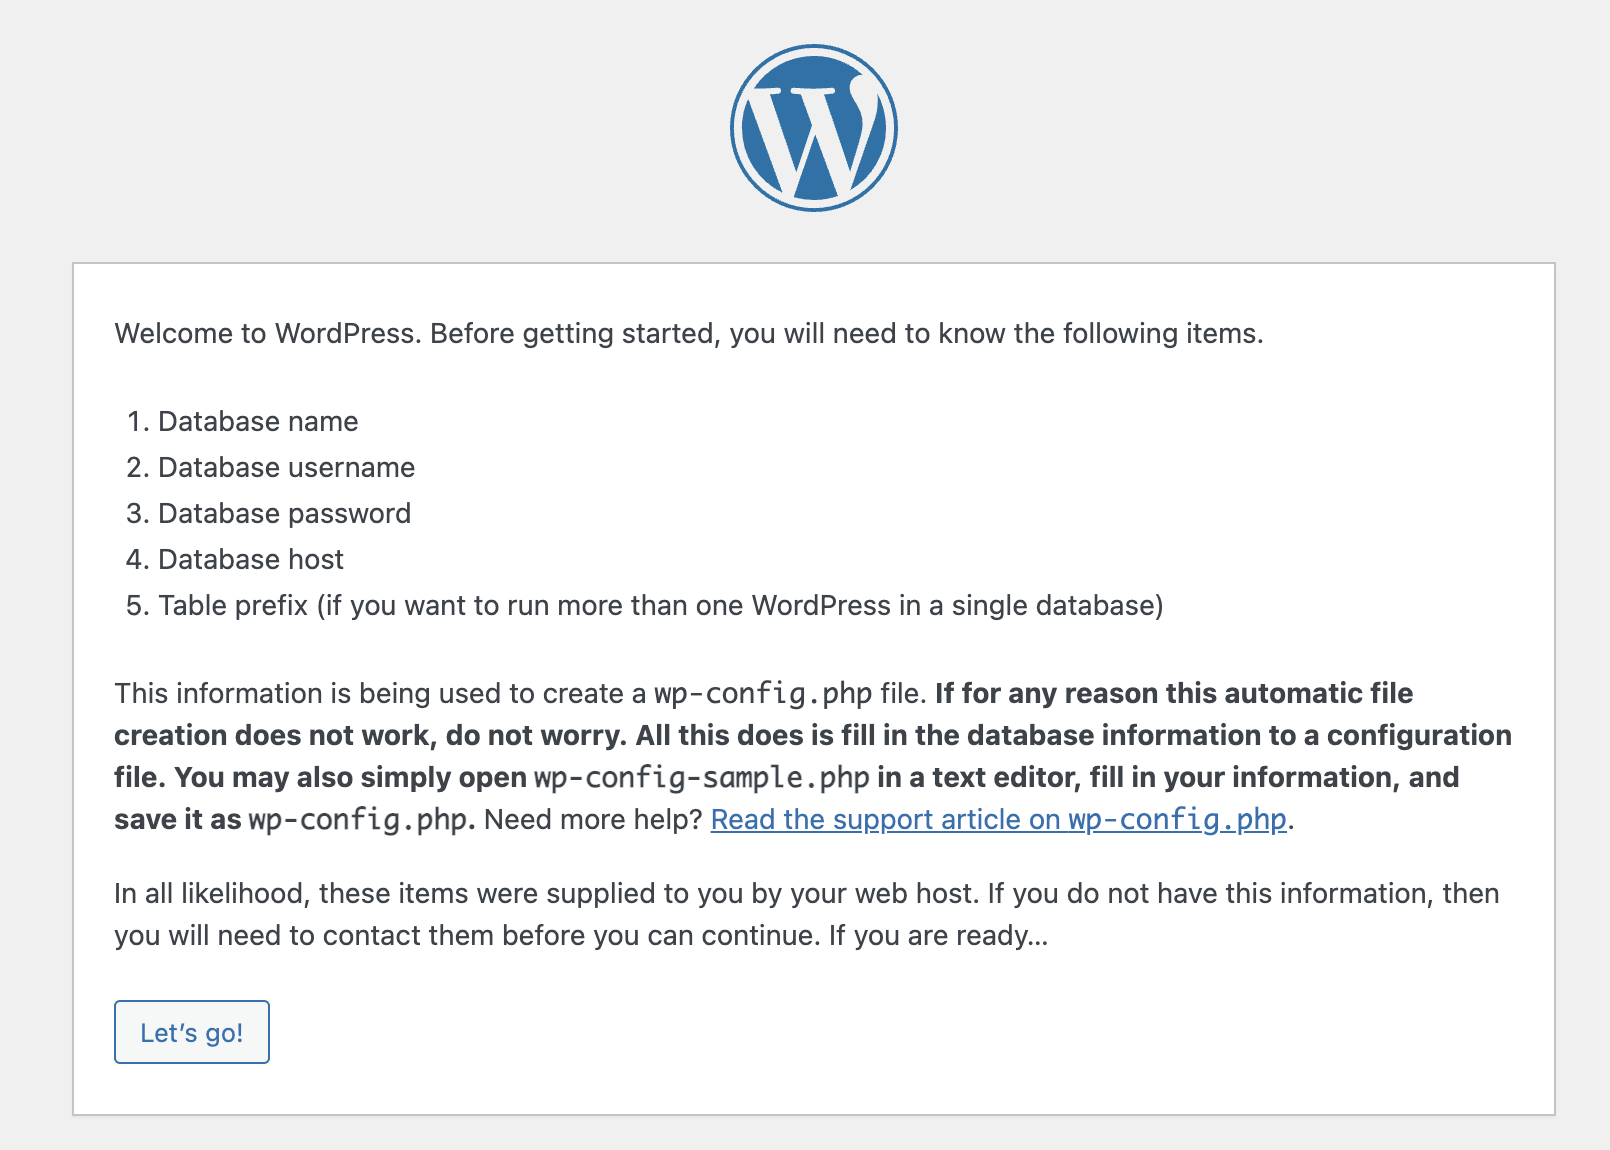 Welcome to WordPress. Before getting started, you will need to know the following items.
1. Database name
2. Database username
3. Database password
4. Database host
5. Table prefix (if you want to run more than one WordPress in a single database)
This information is being used to create a wp-config.php file. If for any reason this automatic file
creation does not work, do not worry. All this does is fill in the database information to a configuration
file. You may also simply open wp-config-sample.php in a text editor, fill in your information, and
save it as wp-config.php. Need more help? Read the support article on wp-config.php.
In all likelihood, these items were supplied to you by your web host. If you do not have this information, then
you will need to contact them before you can continue. If you are ready…
Let’s go!